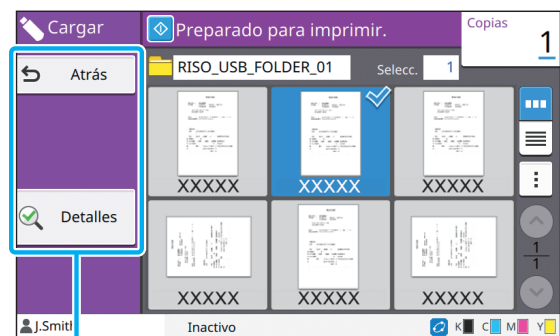 Cargar
Preparado para imprimir.
Copias
1
Atrás
RISO_USB_FOLDER_01
Selecc. 1
XXXXX XXXXX XXXXX
Detalles
1
1
XXXXX XXXXX XXXXX
Inactivo
K C M Y